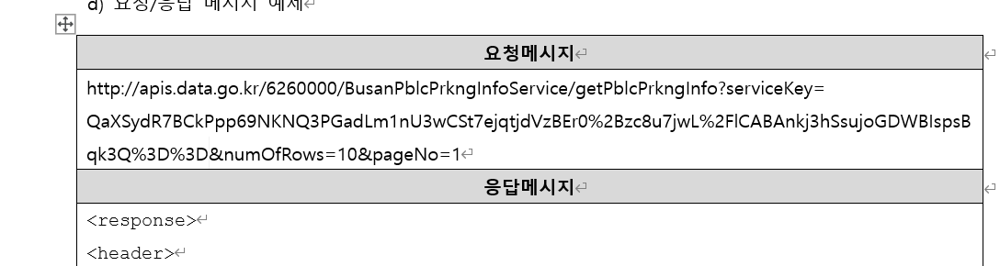 d) 요청/응답 메시지 예제
요청메시지
http://apis.data.go.kr/6260000/BusanPblcPrkngInfoService/getPblcPrkngInfo?serviceKey=
QaXSydR7BCkPpp69NKNQ3PGadLm1nU3wCSt7ejqtjdVzBEr0%2Bzc8u7jwL%2FlCABAnkj3hSsujoGDWBIspsB
qk3Q%3D%3D&numOfRows=10&pageNo=1
응답메시지
<response>
<header>